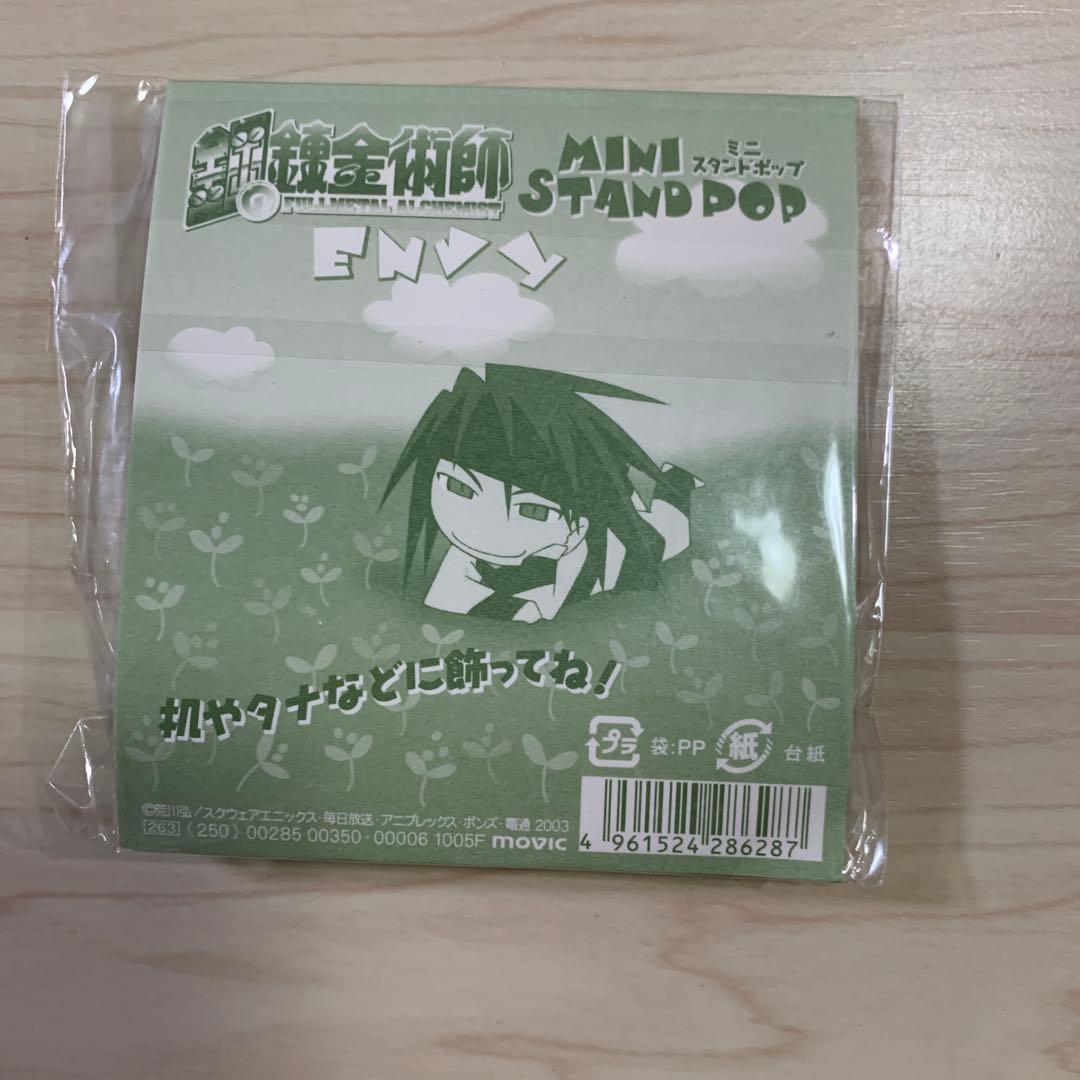 鋼の錬金術師
FULLMETAL ALCHEMIST
MINI ミニ
スタンドポップ
STAND POP
ENVY
机やタナなどに飾ってね!
プラ 袋:PP 紙 台紙
©荒川弘/スクウェアエニックス・毎日放送・アニプレックス・ボンズ・電通 2003
263 (250) 00285 00350-00006 1005F movic
4 961524 286287